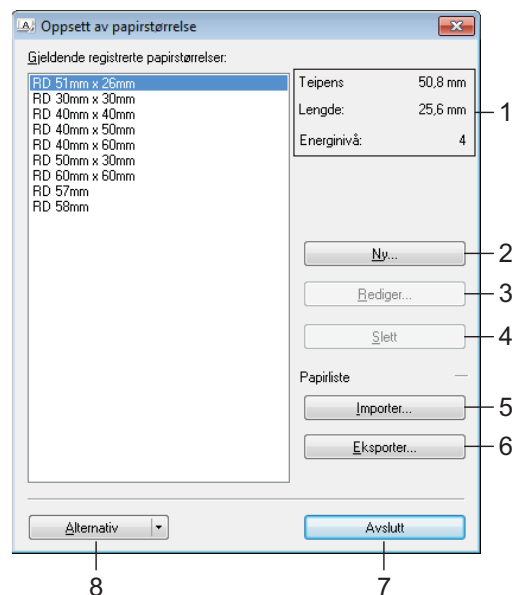 Oppsett av papirstørrelse
Gjeldende registrerte papirstørrelser:
RD 51mm x 26mm
RD 30mm x 30mm
RD 40mm x 40mm
RD 40mm x 50mm
RD 40mm x 60mm
RD 50mm x 30mm
RD 60mm x 60mm
RD 57mm
RD 58mm
Teipens 50,8 mm
Lengde: 25,6 mm
Energinivå: 4
1
Ny... 2
Rediger... 3
Slett 4
Papirliste
Importer... 5
Eksporter... 6
Alternativ
Avslutt
8
7